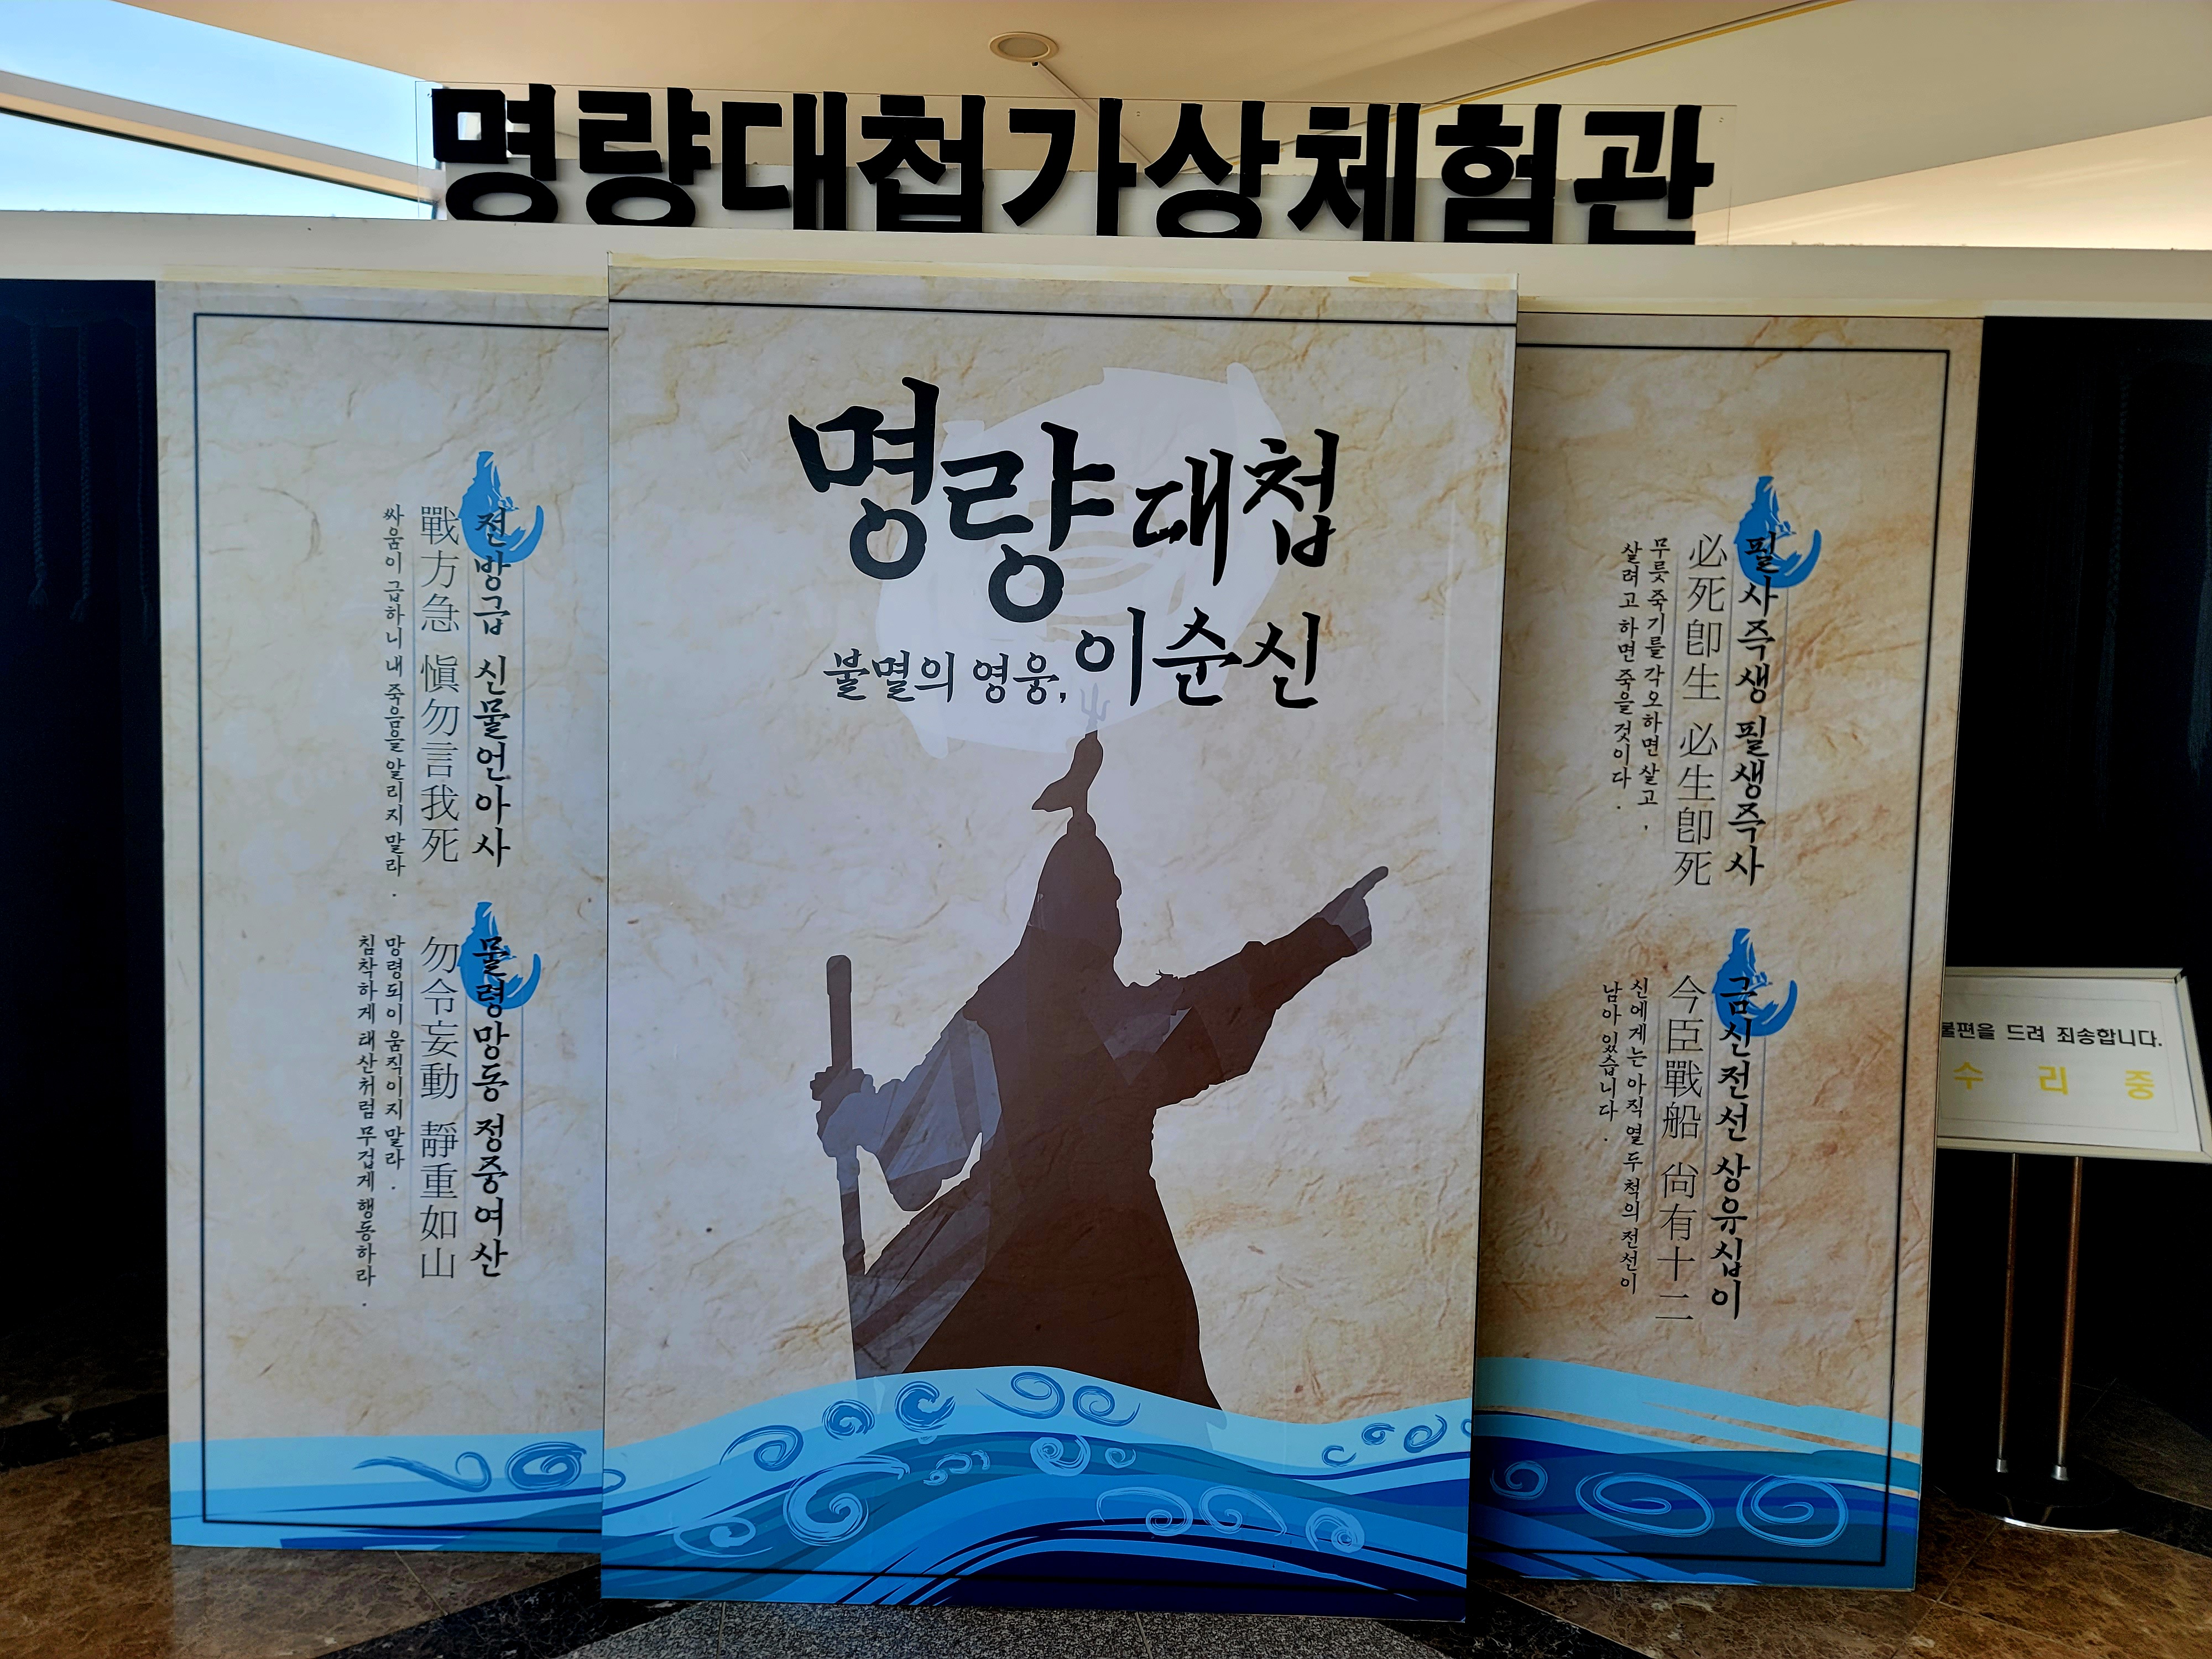 명량대첩가상체험관
명량대첩
불멸의 영웅, 이순신
전방급 신물언아사
戰方急 愼勿言我死
싸움이 급하니 내 죽음을 알리지 말라.
물령망동 정중여산
勿令妄動 靜重如山
망령되이 움직이지 말라.
침착하게 태산처럼 무겁게 행동하라.
필사즉생 필생즉사
必死卽生 必生卽死
무릇 죽기를 각오하면 살고,
살려고 하면 죽을 것이다.
금신전선 상유십이
今臣戰船 尙有十二
신에게는 아직 열 두 척의 전선이
남아 있습니다.
불편을 드려 죄송합니다.
수 리 중